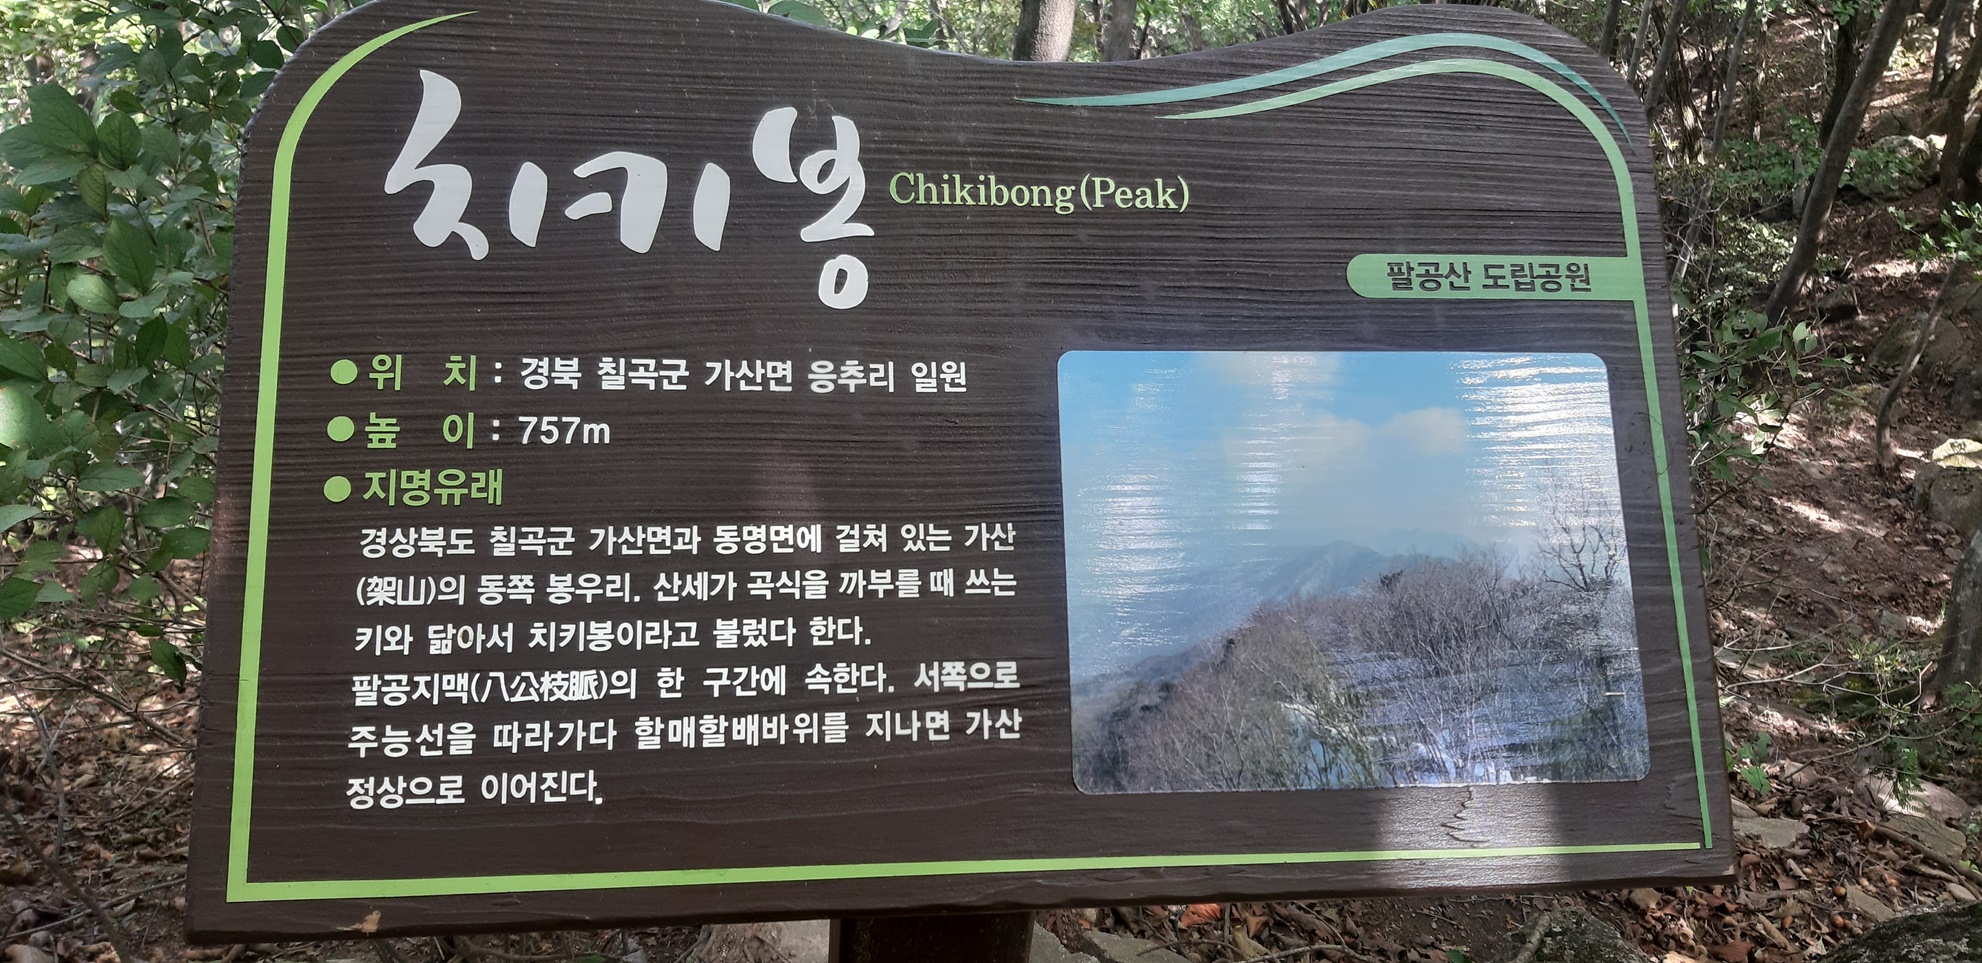 치키봉 Chikibong(Peak)
팔공산 도립공원
● 위 치 : 경북 칠곡군 가산면 응추리 일원
● 높 이 : 757m
● 지명유래
경상북도 칠곡군 가산면과 동명면에 걸쳐 있는 가산
(架山)의 동쪽 봉우리. 산세가 곡식을 까부를 때 쓰는
키와 닮아서 치키봉이라고 불렀다 한다.
팔공지맥(八公枝脈)의 한 구간에 속한다. 서쪽으로
주능선을 따라가다 할매할배바위를 지나면 가산
정상으로 이어진다.